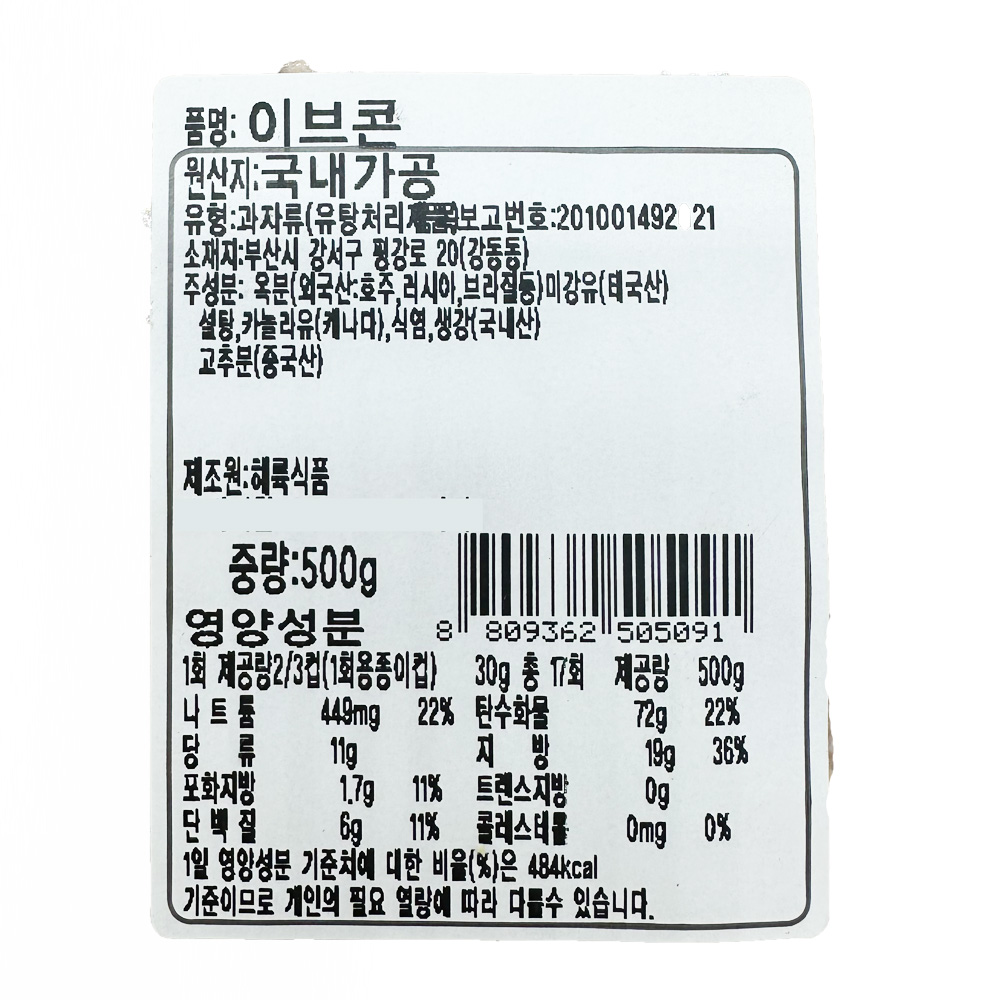 품명: 이브콘
원산지:국내가공
유형:과자류(유탕처리제품)보고번호:201001492 21
소재지:부산시 강서구 평강로 20(강동동)
주성분: 옥분(외국산:호주,러시아,브라질등)미강유(태국산)
설탕,카놀리유(케나다),식염,생강(국내산)
고추분(중국산)
제조원:혜륙식품
중량:500g
8 809362 505091
영양성분
1회 제공량2/3컵(1회용종이컵) 30g 총 17회 제공량 500g
나트륨 449mg 22% 탄수화물 72g 22%
당 류 11g 지 방 19g 36%
포화지방 1.7g 11% 트랜스지방 0g
단백질 6g 11% 콜레스테롤 0mg 0%
1일 영양성분 기준치에 대한 비율(%)은 484kcal
기준이므로 개인의 필요 열량에 따라 다를수 있습니다.